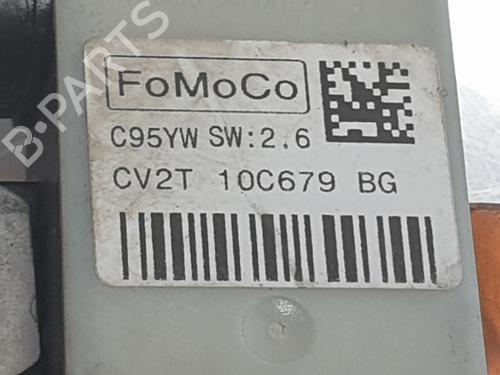 B-PARTS
FoMoCo
C95YW SW:2.6
CV2T 10C679 BG